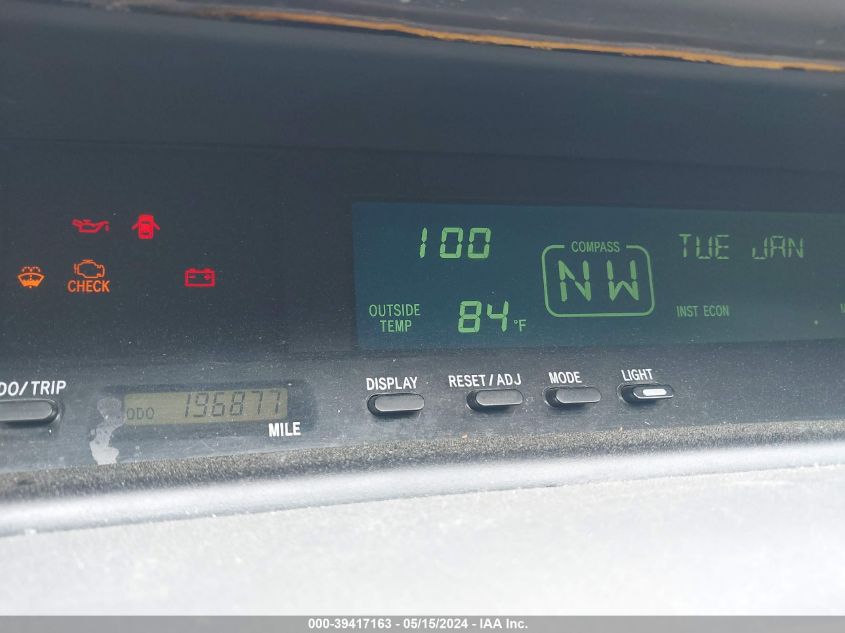 100
COMPASS
NW
TUE JAN
OUTSIDE
TEMP
84°F
INST ECON
CHECK
DO/TRIP
ODO 196877
MILE
DISPLAY
RESET/ADJ
MODE
LIGHT
000-39417163 - 05/15/2024 - IAA Inc.